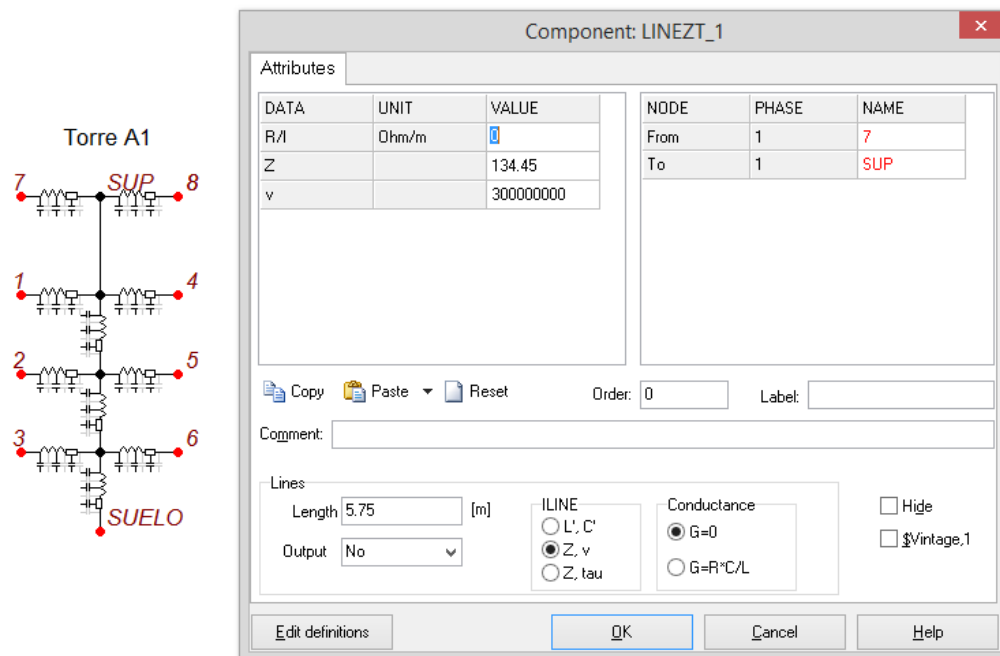 Torre A1
7 SUP 8
1 4
2 5
3 6
SUELO
Component: LINEZT_1
Attributes
DATA UNIT VALUE
R/l Ohm/m 0
Z 134.45
v 300000000
NODE PHASE NAME
From 1 7
To 1 SUP
Copy Paste Reset Order: 0 Label:
Comment:
Lines
Length 5.75 [m]
Output No
ILINE
L', C'
Z, v
Z, tau
Conductance
G=0
G=R*C/L
Hide
$Vintage,1
Edit definitions OK Cancel Help